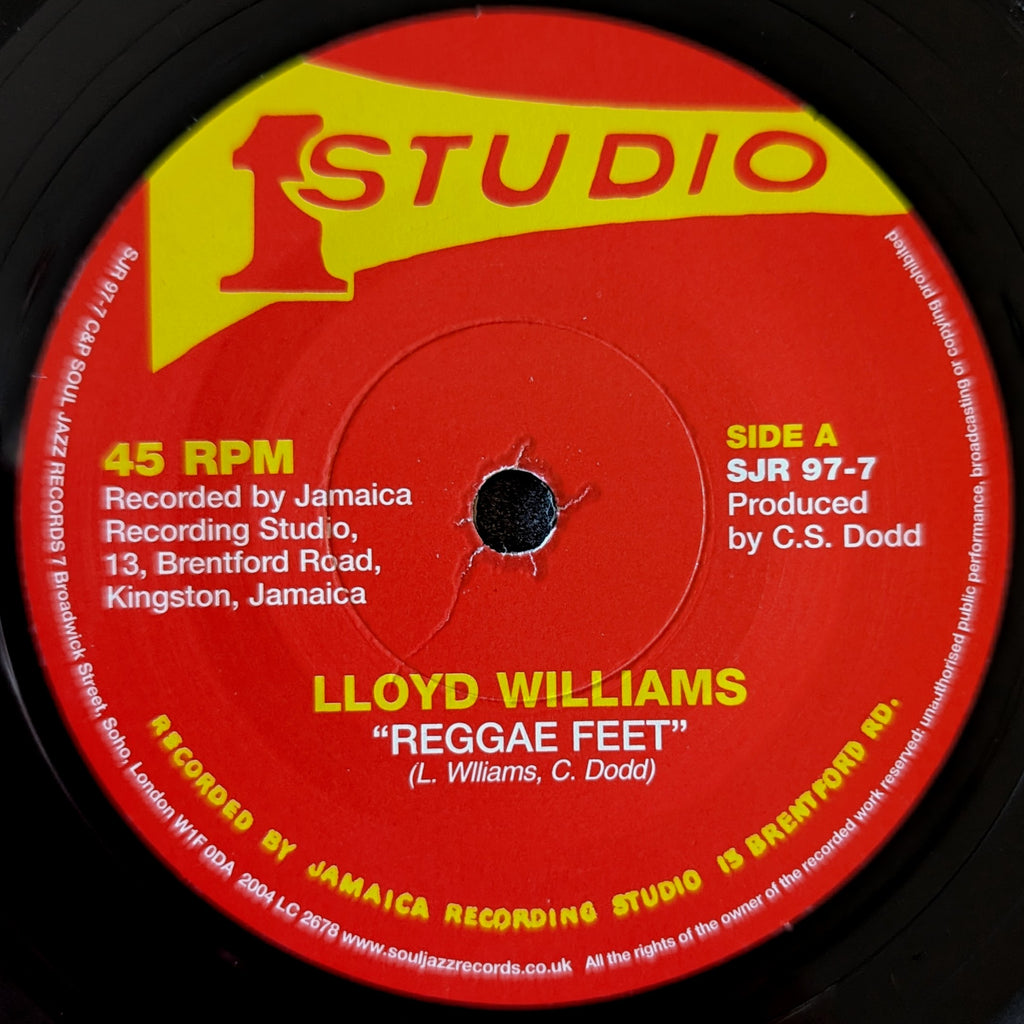 1 STUDIO
45 RPM
Recorded by Jamaica
Recording Studio,
13, Brentford Road,
Kingston, Jamaica
SIDE A
SJR 97-7
Produced
by C.S. Dodd
LLOYD WILLIAMS
“REGGAE FEET”
(L. Wlliams, C. Dodd)
RECORDED BY JAMAICA RECORDING STUDIO 13 BRENTFORD RD.
SJR 97-7 C&P SOUL JAZZ RECORDS 7 Broadwick Street, Soho, London W1F 0DA 2004 LC 2678 www.souljazzrecords.co.uk All the rights of the owner of the recorded work reserved; unauthorised public performance, broadcasting or copying prohibited